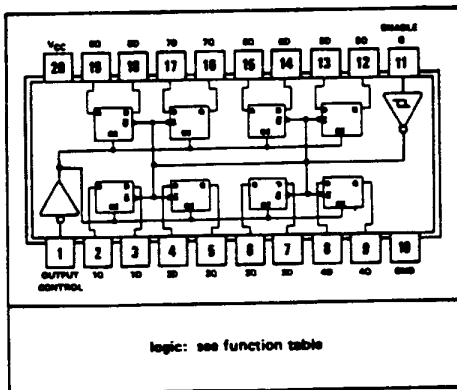 VCC 8Q 8D 7D 7Q 6Q 6D 5D 5Q ENABLE G
20 19 18 17 16 15 14 13 12 11
1 2 3 4 5 6 7 8 9 10
OUTPUT CONTROL 1Q 1D 2D 2Q 3Q 3D 4D 4Q GND
logic: see function table